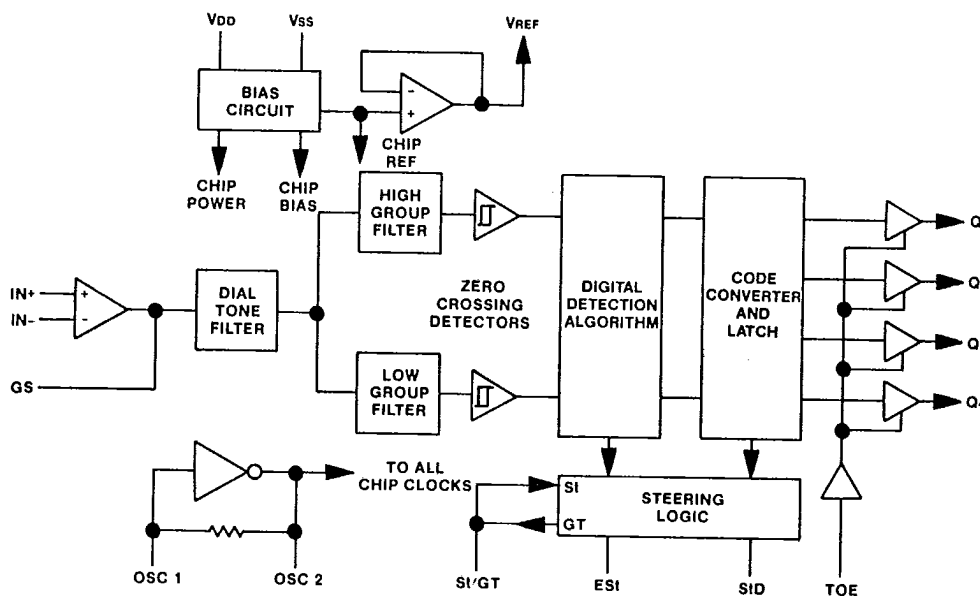 VDD
VSS
VREF
BIAS
CIRCUIT
-
+
CHIP
REF
CHIP
POWER
CHIP
BIAS
HIGH
GROUP
FILTER
IN+
IN-
+
-
GS
DIAL
TONE
FILTER
ZERO
CROSSING
DETECTORS
LOW
GROUP
FILTER
DIGITAL
DETECTION
ALGORITHM
CODE
CONVERTER
AND
LATCH
Q
Q
Q
Q
TO ALL
CHIP CLOCKS
OSC 1
OSC 2
St
GT
STEERING
LOGIC
St/GT
ESt
StD
TOE